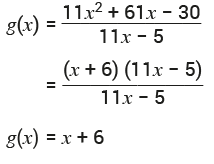 g(x) = (11x² + 61x − 30)/(11x − 5)
= ((x + 6) (11x − 5))/(11x − 5)
g(x) = x + 6